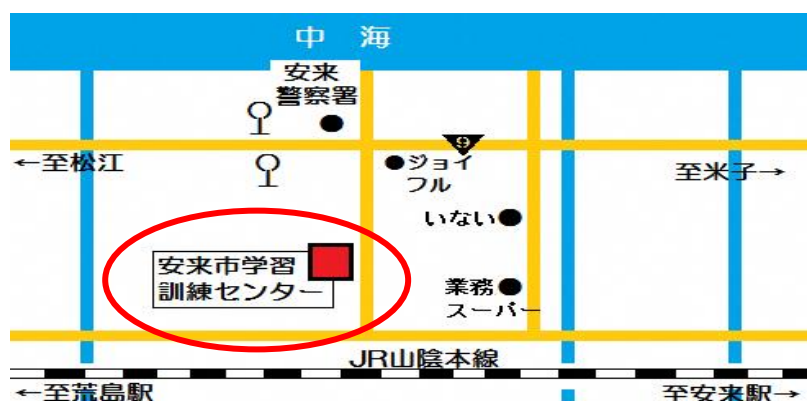 中 海
安来
警察署
9
←至松江
ジョイ
フル
至米子→
いない
安来市学習
訓練センター
業務
スーパー
JR山陰本線
←至荒島駅
至安来駅→